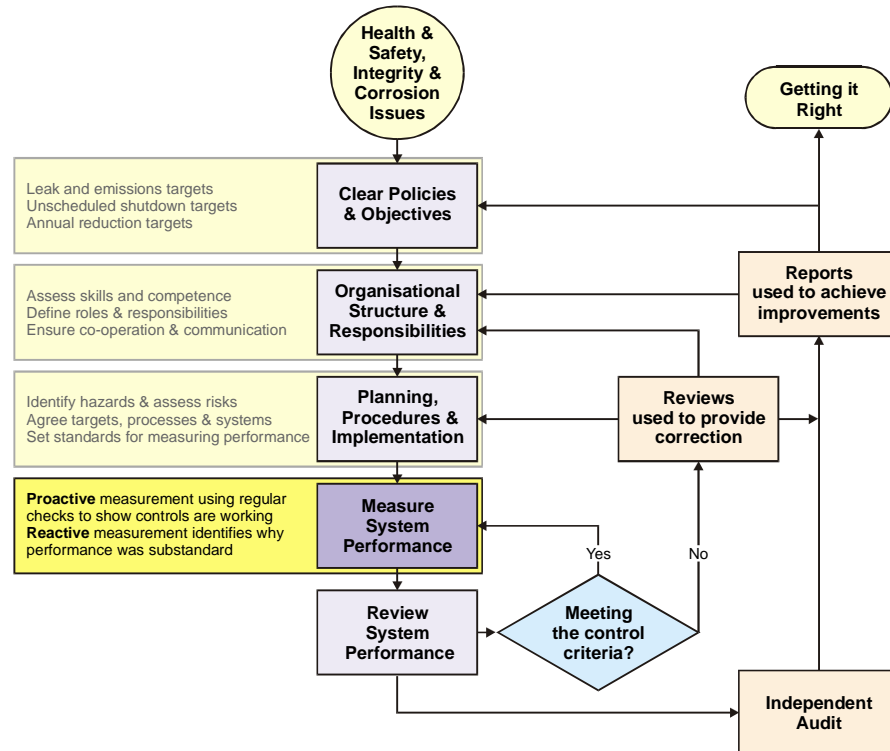 Health &
Safety,
Integrity &
Corrosion
Issues
Getting it
Right
Leak and emissions targets
Unscheduled shutdown targets
Annual reduction targets
Clear Policies
& Objectives
Assess skills and competence
Define roles & responsibilities
Ensure co-operation & communication
Organisational
Structure &
Responsibilities
Reports
used to achieve
improvements
Identify hazards & assess risks
Agree targets, processes & systems
Set standards for measuring performance
Planning,
Procedures &
Implementation
Reviews
used to provide
correction
Proactive measurement using regular
checks to show controls are working
Reactive measurement identifies why
performance was substandard
Measure
System
Performance
Yes
No
Review
System
Performance
Meeting
the control
criteria?
Independent
Audit